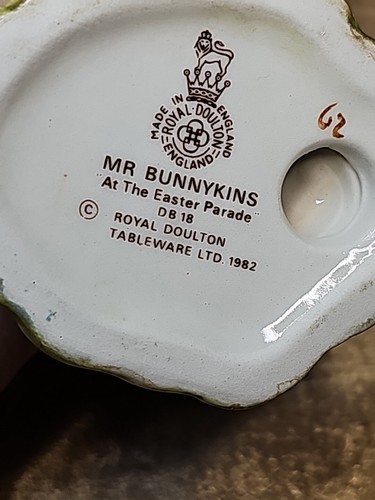 MADE IN ENGLAND
ROYAL·DOULTON
ENGLAND
62
MR BUNNYKINS
"At The Easter Parade"
DB 18
© ROYAL DOULTON
TABLEWARE LTD. 1982